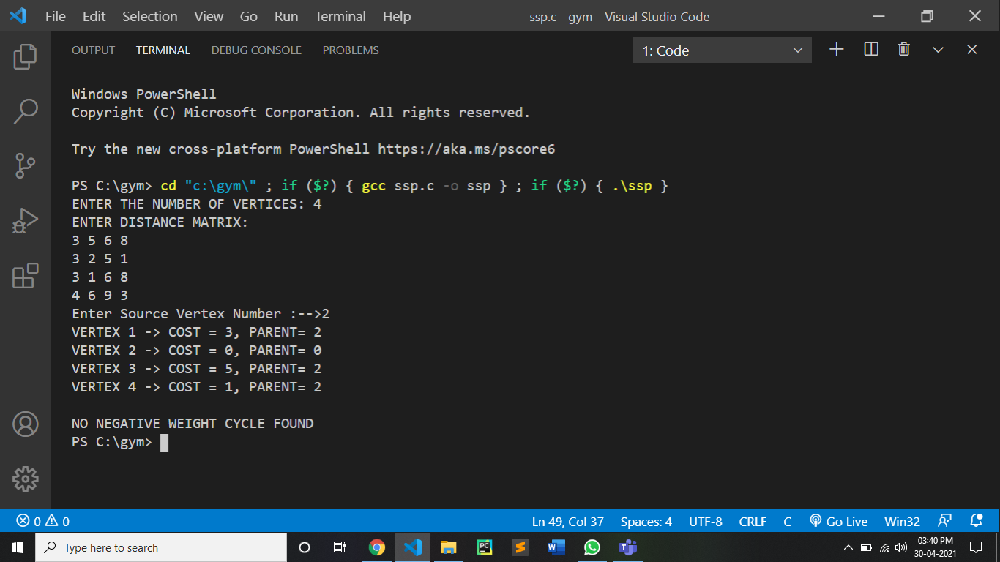 File Edit Selection View Go Run Terminal Help ssp.c - gym - Visual Studio Code
OUTPUT TERMINAL DEBUG CONSOLE PROBLEMS 1: Code
Windows PowerShell
Copyright (C) Microsoft Corporation. All rights reserved.
Try the new cross-platform PowerShell https://aka.ms/pscore6
PS C:\gym> cd "c:\gym\" ; if ($?) { gcc ssp.c -o ssp } ; if ($?) { .\ssp }
ENTER THE NUMBER OF VERTICES: 4
ENTER DISTANCE MATRIX:
3 5 6 8
3 2 5 1
3 1 6 8
4 6 9 3
Enter Source Vertex Number :-->2
VERTEX 1 -> COST = 3, PARENT= 2
VERTEX 2 -> COST = 0, PARENT= 0
VERTEX 3 -> COST = 5, PARENT= 2
VERTEX 4 -> COST = 1, PARENT= 2
NO NEGATIVE WEIGHT CYCLE FOUND
PS C:\gym>
0 0 Ln 49, Col 37 Spaces: 4 UTF-8 CRLF C Go Live Win32
Type here to search PC W T 03:40 PM
30-04-2021